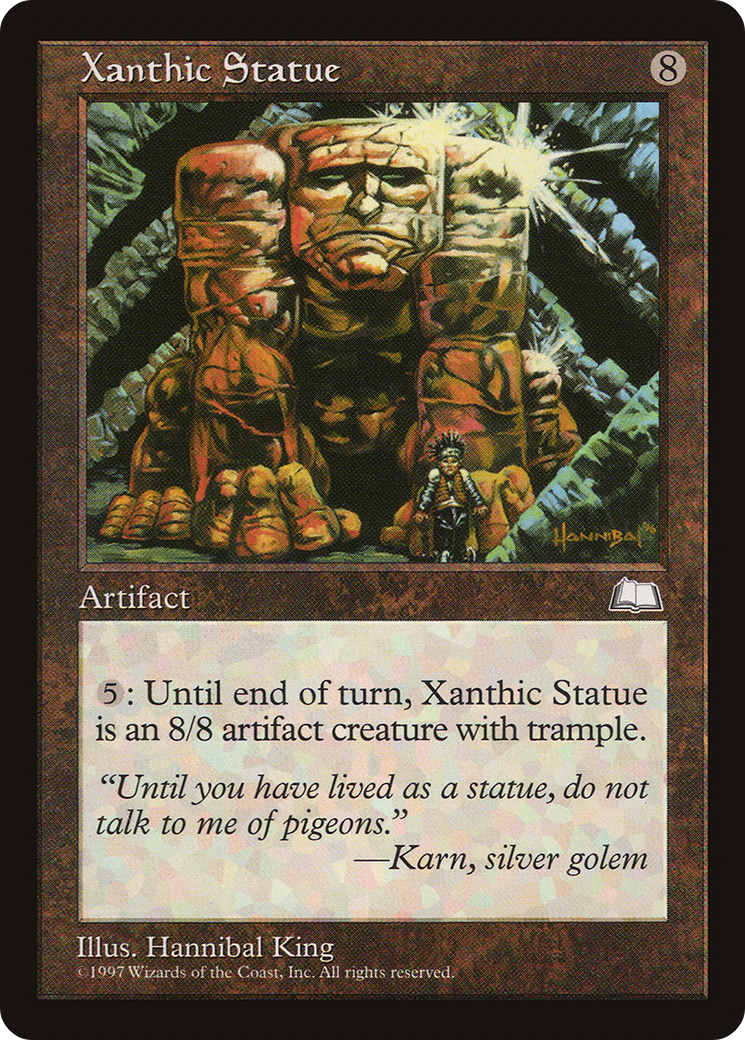 Xanthic Statue
8
HANNIBAL
Artifact
5: Until end of turn, Xanthic Statue
is an 8/8 artifact creature with trample.
“Until you have lived as a statue, do not
talk to me of pigeons.”
—Karn, silver golem
Illus. Hannibal King
©1997 Wizards of the Coast, Inc. All rights reserved.